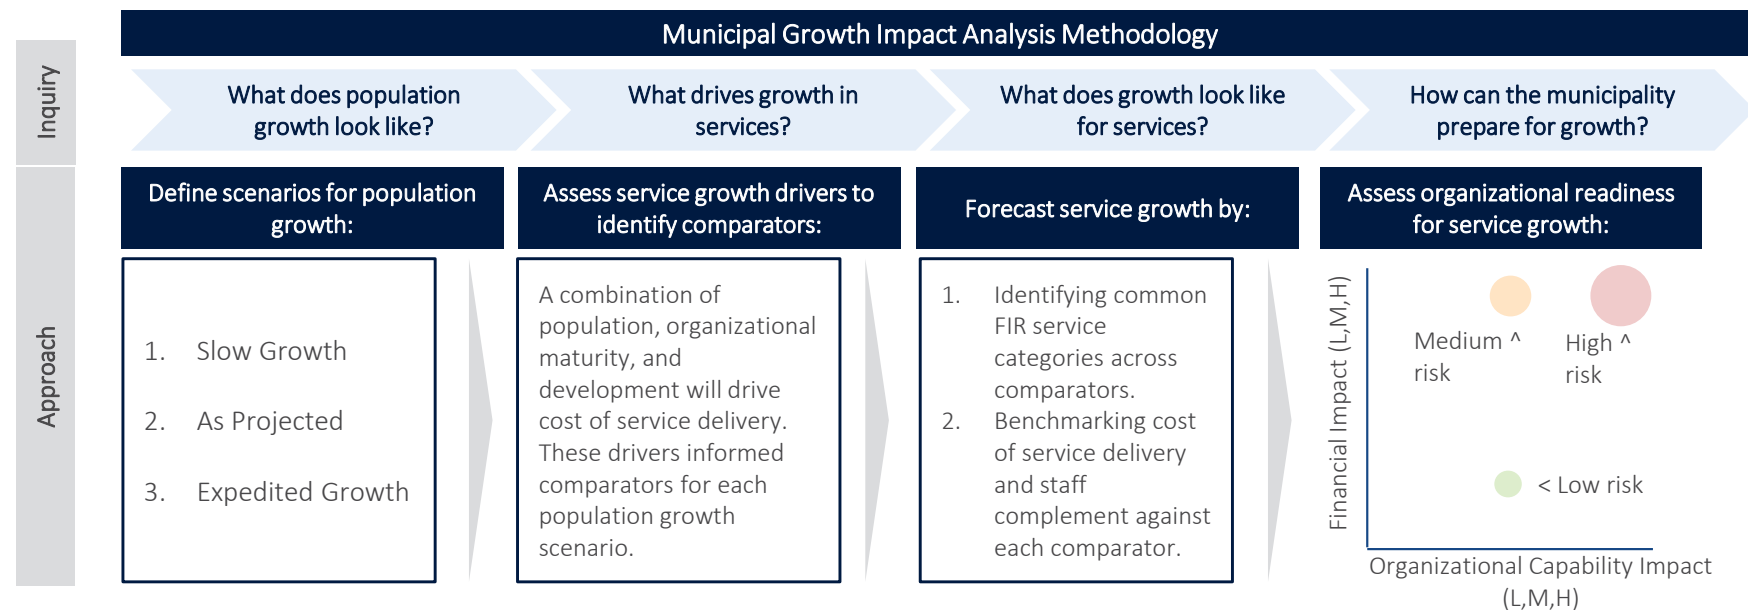 Municipal Growth Impact Analysis Methodology
Inquiry
What does population
growth look like?
What drives growth in
services?
What does growth look like
for services?
How can the municipality
prepare for growth?
Approach
Define scenarios for population
growth:
1. Slow Growth
2. As Projected
3. Expedited Growth
Assess service growth drivers to
identify comparators:
A combination of
population, organizational
maturity, and
development will drive
cost of service delivery.
These drivers informed
comparators for each
population growth
scenario.
Forecast service growth by:
1. Identifying common
FIR service
categories across
comparators.
2. Benchmarking cost
of service delivery
and staff
complement against
each comparator.
Assess organizational readiness
for service growth:
Financial Impact (L,M,H)
Medium ^
risk
High ^
risk
< Low risk
Organizational Capability Impact
(L,M,H)